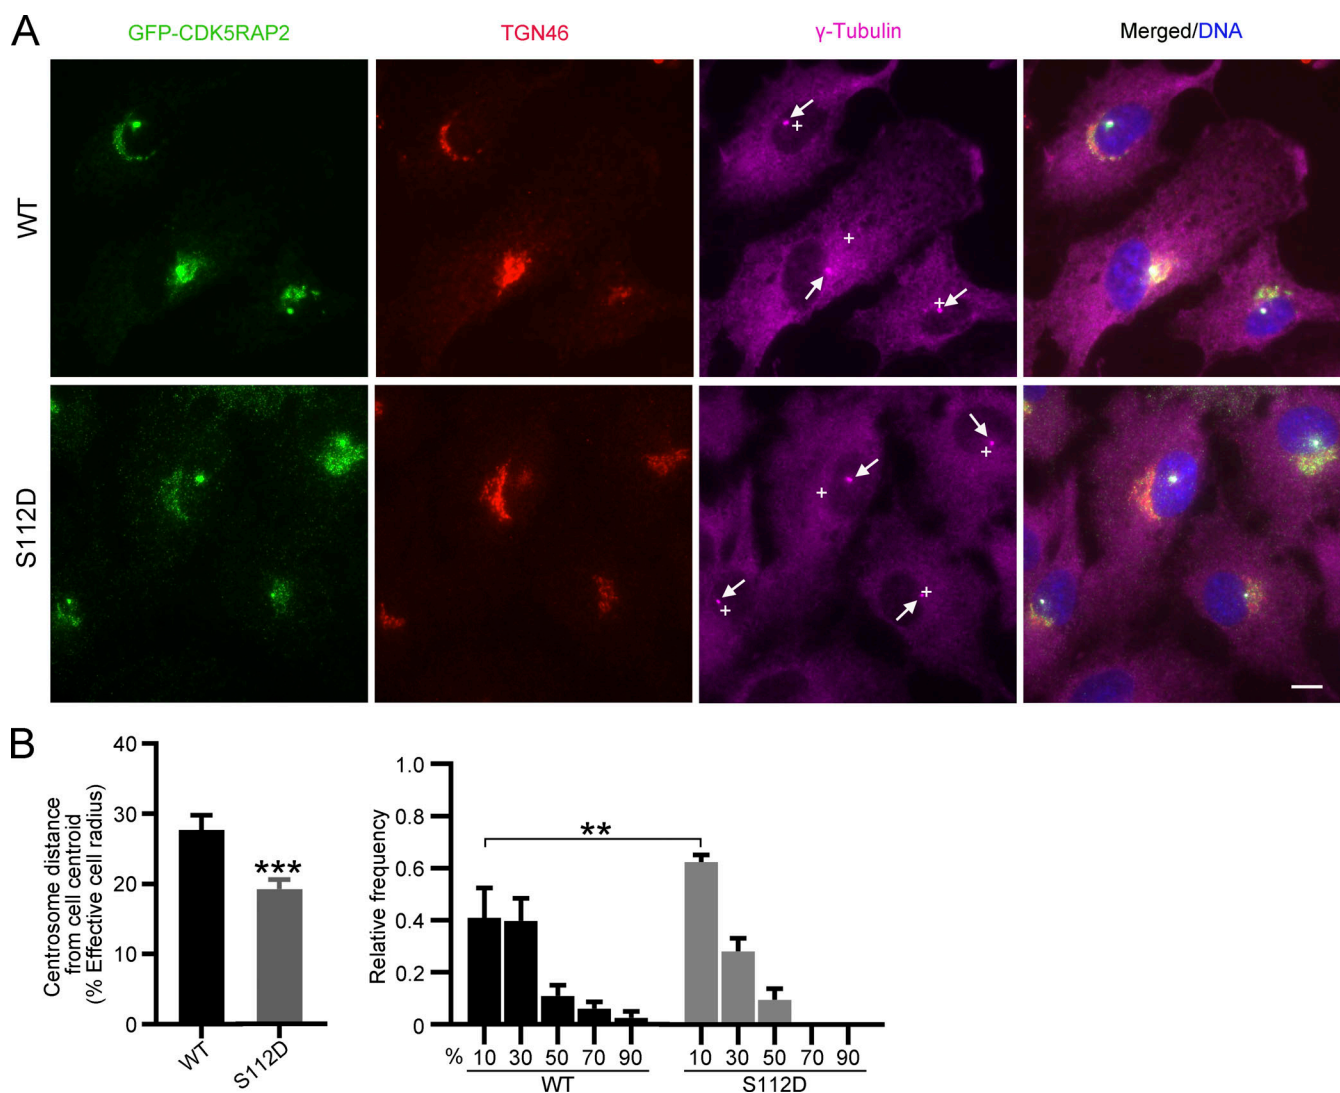 A
GFP-CDK5RAP2
TGN46
γ-Tubulin
Merged/DNA
WT
S112D
B
Centrosome distance
from cell centroid
(% Effective cell radius)
40
30
20
10
0
***
WT
S112D
Relative frequency
1.0
0.8
0.6
0.4
0.2
0
**
% 10 30 50 70 90 10 30 50 70 90
WT S112D